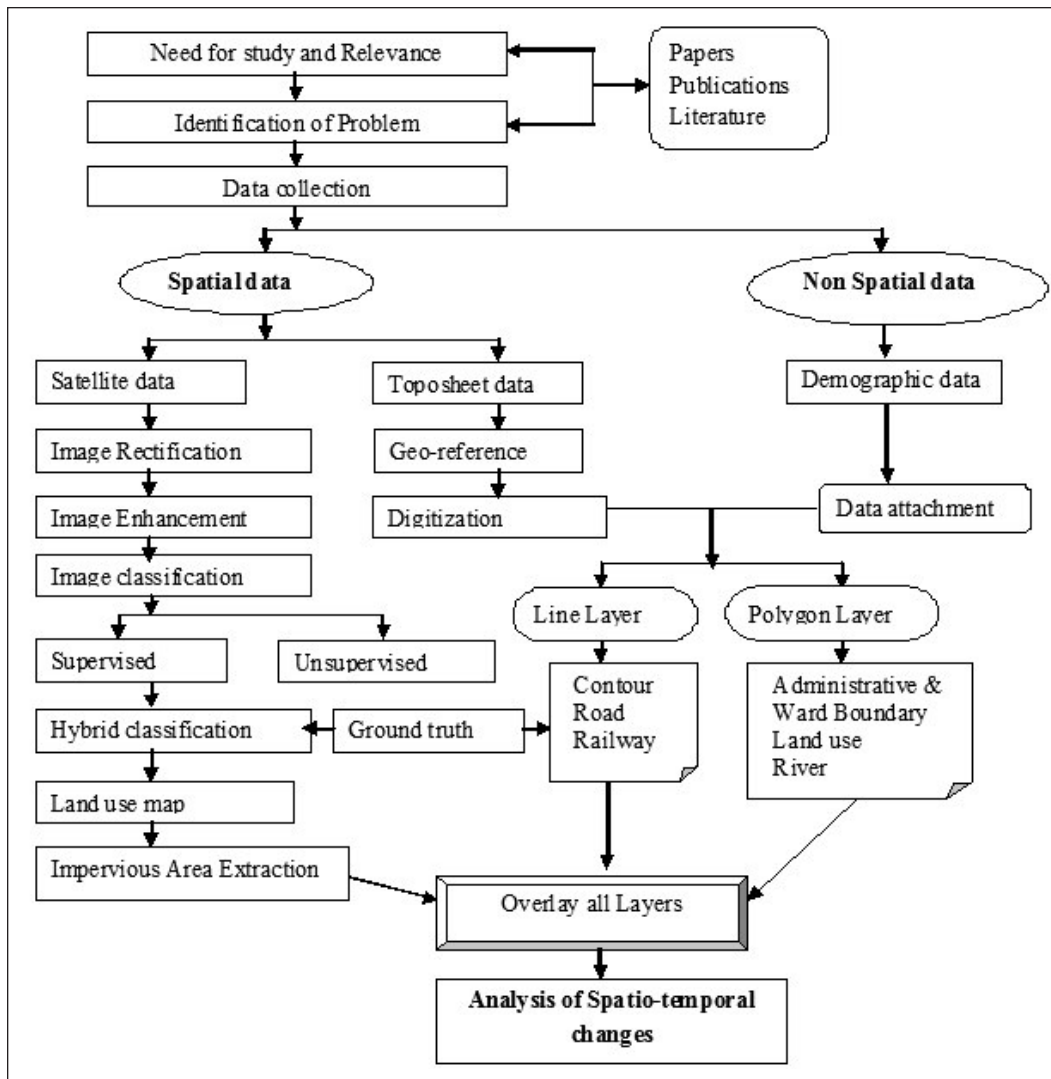 Need for study and Relevance
Papers
Publications
Literature
Identification of Problem
Data collection
Spatial data
Non Spatial data
Satellite data
Toposheet data
Demographic data
Image Rectification
Geo-reference
Image Enhancement
Digitization
Data attachment
Image classification
Line Layer
Polygon Layer
Supervised
Unsupervised
Contour
Road
Railway
Administrative &
Ward Boundary
Land use
River
Hybrid classification
Ground truth
Land use map
Impervious Area Extraction
Overlay all Layers
Analysis of Spatio-temporal
changes